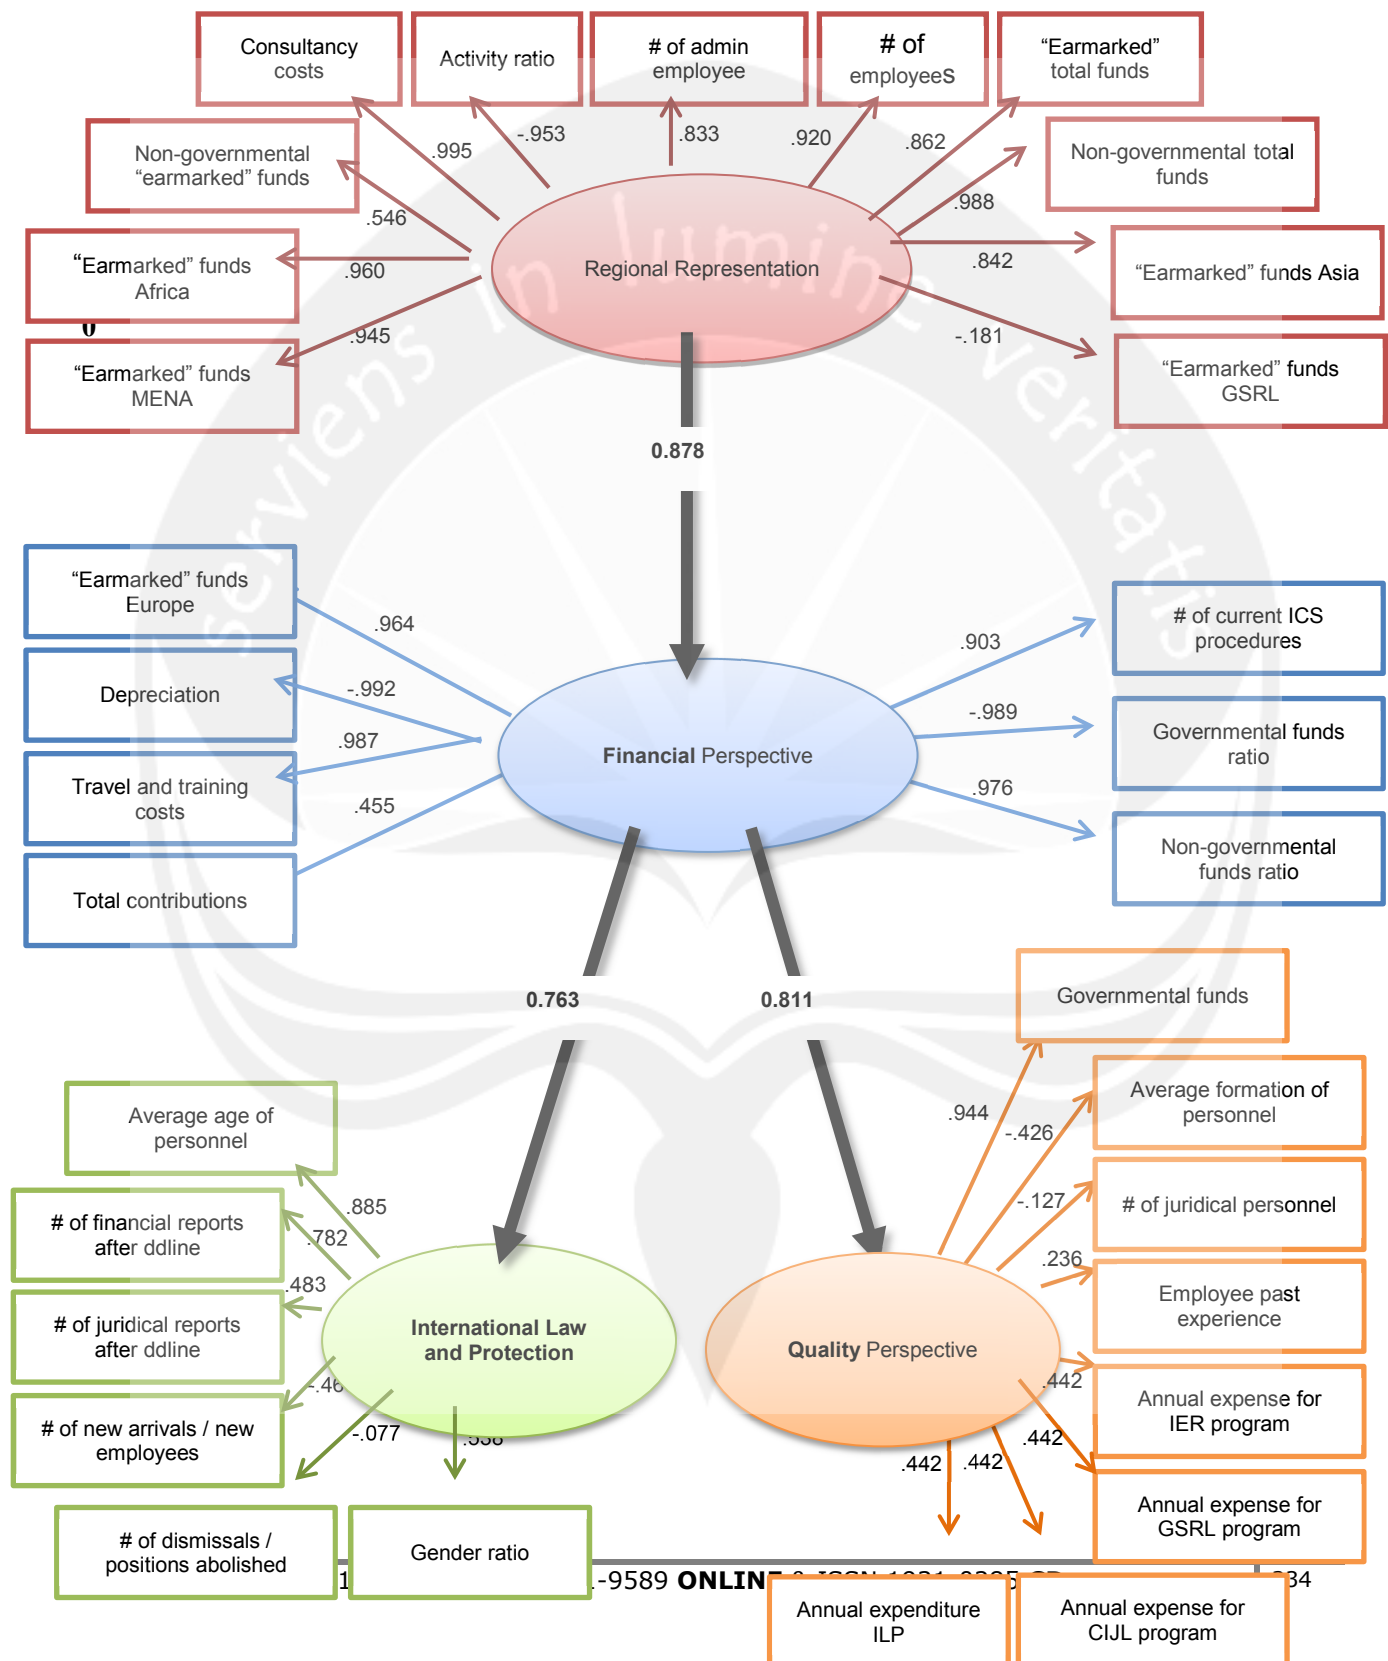 Consultancy
costs
Activity ratio
# of admin
employee
# of
employees
“Earmarked”
total funds
-.953
.833
.920
.862
.995
Non-governmental
“earmarked” funds
Non-governmental total
funds
.546
.988
“Earmarked” funds
Africa
.960
Regional Representation
.842
“Earmarked” funds Asia
0
.945
-.181
“Earmarked” funds
MENA
“Earmarked” funds
GSRL
serviens in lumine veritatis
0.878
“Earmarked” funds
Europe
.964
.903
# of current ICS
procedures
Depreciation
-.992
-.989
Governmental funds
ratio
.987
Financial Perspective
Travel and training
costs
.455
.976
Non-governmental
funds ratio
Total contributions
0.763
0.811
Governmental funds
Average age of
personnel
.944
-.426
Average formation of
personnel
.885
-.127
# of juridical personnel
# of financial reports
after ddline
.782
.236
Employee past
experience
.483
# of juridical reports
after ddline
International Law
and Protection
Quality Perspective
-.46
.442
Annual expense for
IER program
# of new arrivals / new
employees
-.077
.538
.442
.442
.442
Annual expense for
GSRL program
# of dismissals /
positions abolished
Gender ratio
-9589 ONLINE
Annual expenditure
ILP
Annual expense for
CIJL program